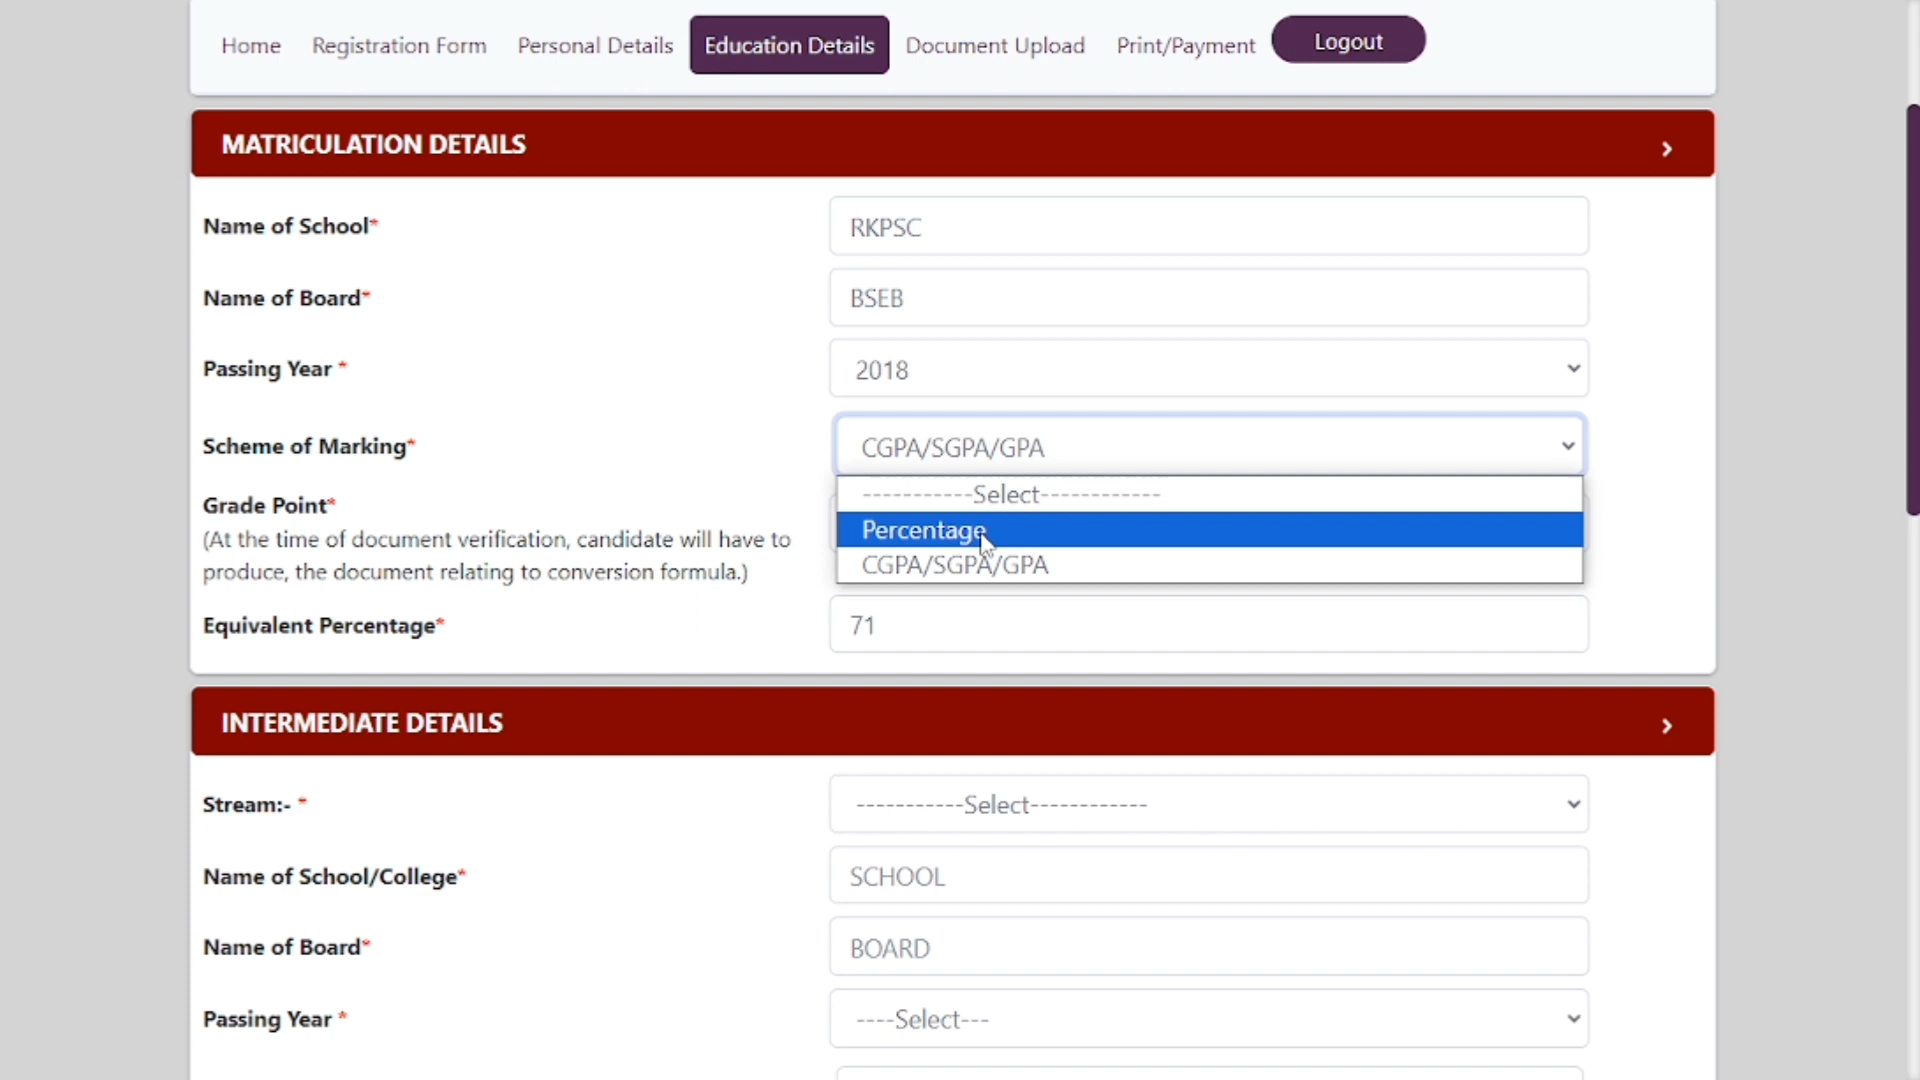 Home Registration Form Personal Details Education Details Document Upload Print/Payment Logout
MATRICULATION DETAILS
Name of School* RKPSC
Name of Board* BSEB
Passing Year * 2018
Scheme of Marking* CGPA/SGPA/GPA
-----------Select------------
Percentage
CGPA/SGPA/GPA
Grade Point*
(At the time of document verification, candidate will have to
produce, the document relating to conversion formula.)
Equivalent Percentage* 71
INTERMEDIATE DETAILS
Stream:- * -----------Select------------
Name of School/College* SCHOOL
Name of Board* BOARD
Passing Year * ----Select---